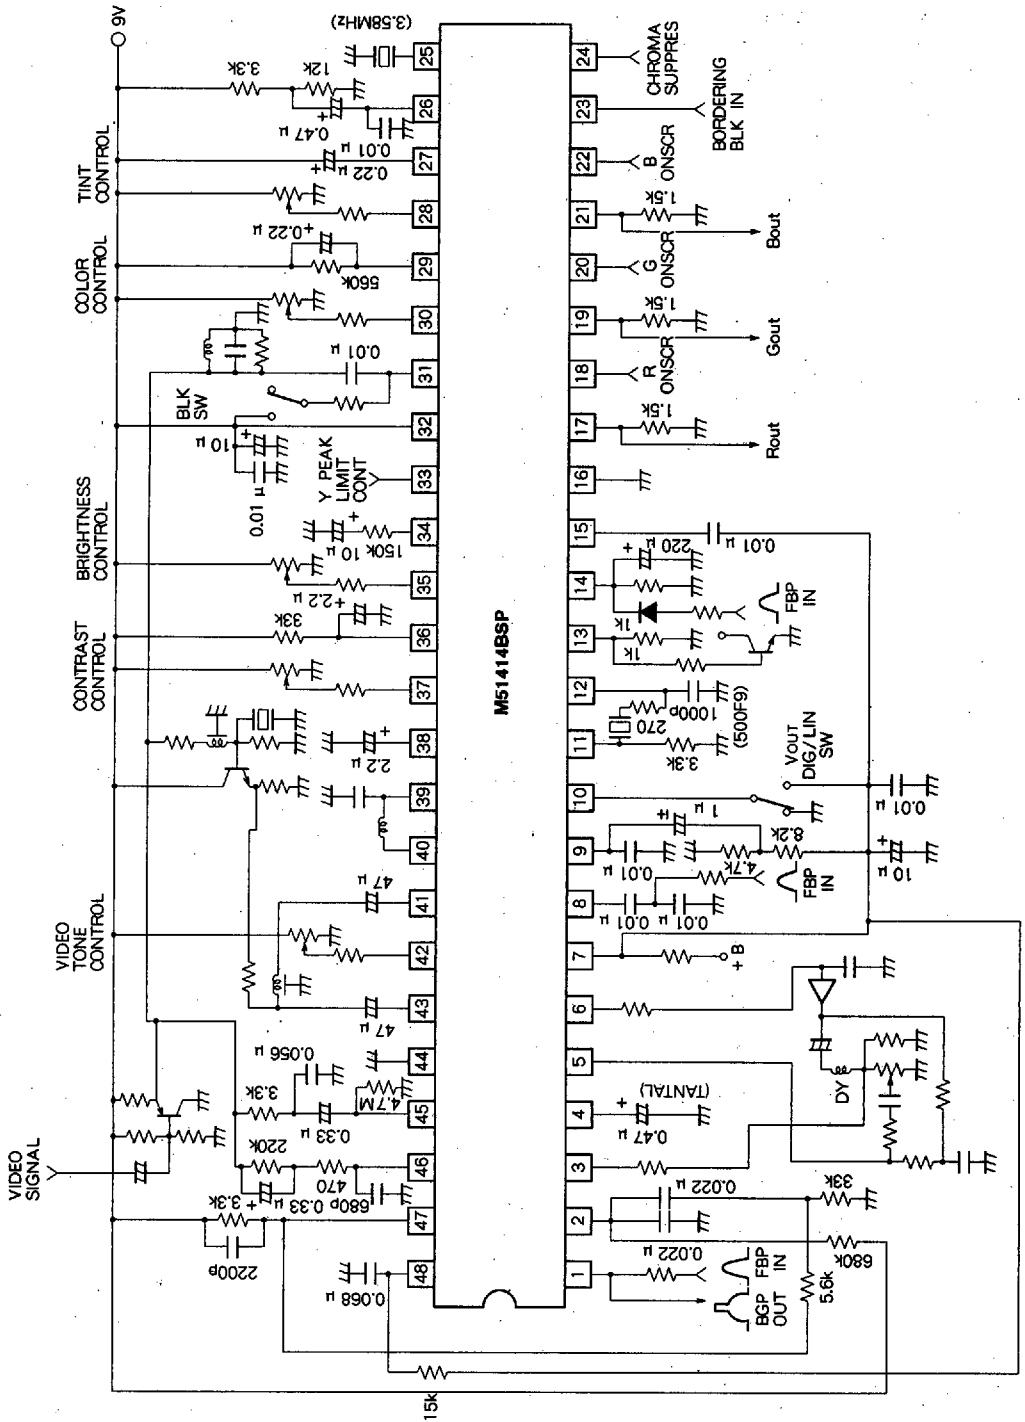 9V
(3.58MHz)
3.3k
12k
0.47 μ
0.01 μ
0.22 μ
TINT
CONTROL
+0.22 μ
560k
COLOR
CONTROL
0.01 μ
BLK
SW
10 μ
0.01 μ
Y PEAK
LIMIT
CONT
150k
10 μ
BRIGHTNESS
CONTROL
+2.2 μ
33k
CONTRAST
CONTROL
2.2 μ
47 μ
VIDEO
TONE
CONTROL
47 μ
0.056 μ
3.3k
0.33 μ
4.7M
220k
0.33 μ
470
680p
VIDEO
SIGNAL
3.3k
2200p
0.068 μ
15k
25
26
27
28
29
30
31
32
33
34
35
36
37
38
39
40
41
42
43
44
45
46
47
48
M51414BSP
24
23
22
21
20
19
18
17
16
15
14
13
12
11
10
9
8
7
6
5
4
3
2
1
CHROMA
SUPPRES
BORDERING
BLK IN
B
ONSCR
1.5k
Bout
G
ONSCR
1.5k
Gout
R
ONSCR
1.5k
Rout
0.01 μ
220 μ
1k
FBP
IN
1k
270
1000p
(500F9)
3.3k
VOUT
DIG/LIN
SW
1 μ
0.01 μ
0.01 μ
4.7k
8.2k
10 μ
0.01 μ
0.01
FBP
IN
+B
DY
0.47 μ
(TANTAL)
0.022 μ
33k
0.022 μ
680k
5.6k
FBP
IN
BGP
OUT